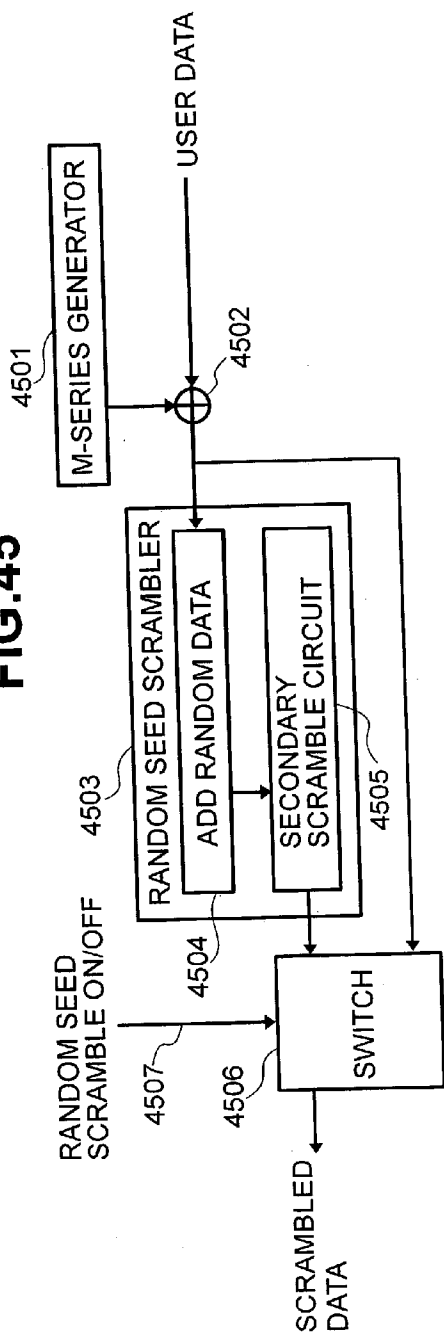 FIG.45
4501
M-SERIES GENERATOR
USER DATA
4502
4503
RANDOM SEED SCRAMBLER
ADD RANDOM DATA
4504
SECONDARY
SCRAMBLE CIRCUIT
4505
RANDOM SEED
SCRAMBLE ON/OFF
4507
4506
SWITCH
SCRAMBLED
DATA